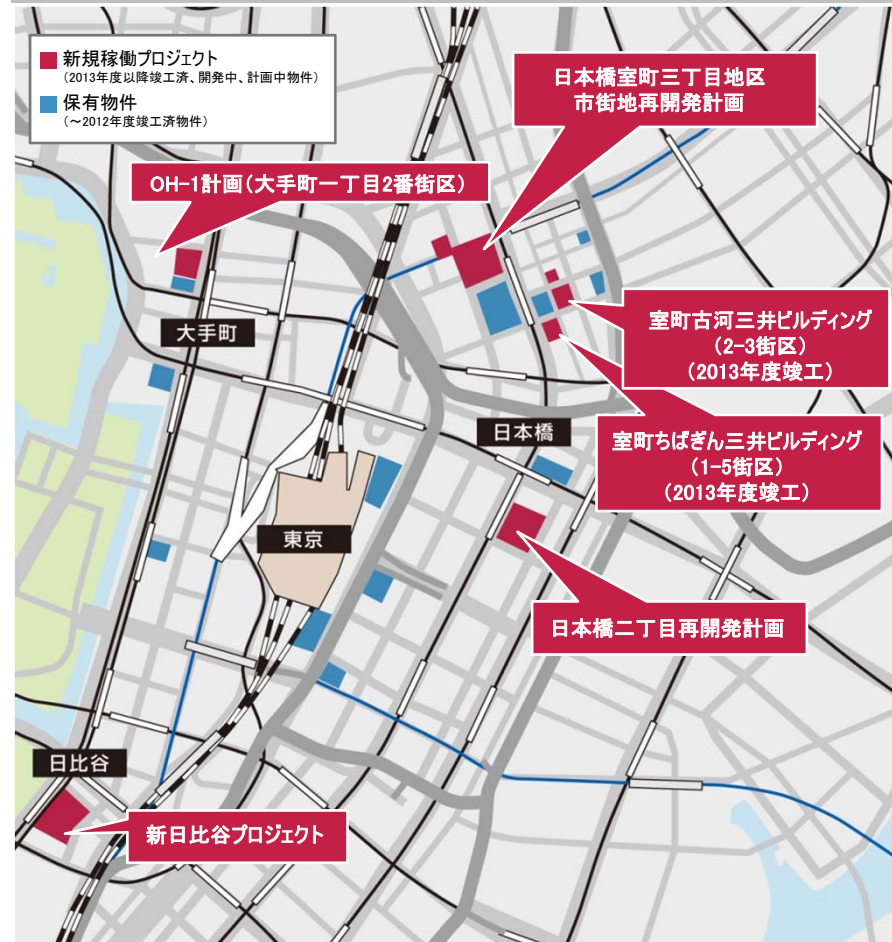 新規稼働プロジェクト
(2013年度以降竣工済、開発中、計画中物件)
保有物件
(～2012年度竣工済物件)
日本橋室町三丁目地区
市街地再開発計画
OH-1計画(大手町一丁目2番街区)
大手町
室町古河三井ビルディング
(2-3街区)
(2013年度竣工)
日本橋
室町ちばぎん三井ビルディング
(1-5街区)
(2013年度竣工)
東京
日本橋二丁目再開発計画
日比谷
新日比谷プロジェクト